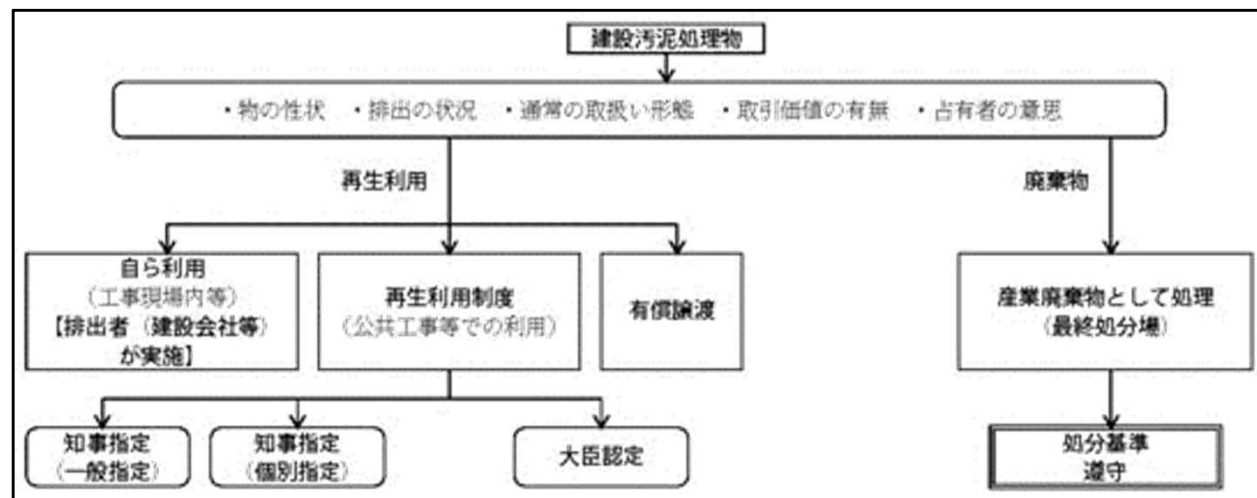 建設汚泥処理物
・物の性状 ・排出の状況 ・通常の取扱い形態 ・取引価値の有無 ・占有者の意思
再生利用
廃棄物
自ら利用
（工事現場内等）
【排出者（建設会社等）
が実施】
再生利用制度
（公共工事等での利用）
有償譲渡
産業廃棄物として処理
（最終処分場）
知事指定
（一般指定）
知事指定
（個別指定）
大臣認定
処分基準
遵守